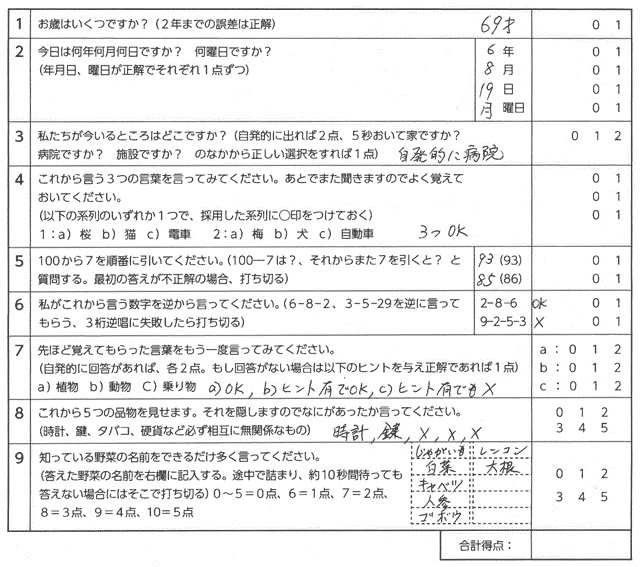 1 お歳はいくつですか？（２年までの誤差は正解） 69才 0 1
2 今日は何年何月何日ですか？　何曜日ですか？ 6 年 0 1
（年月日、曜日が正解でそれぞれ１点ずつ） 8 月 0 1
19 日 0 1
月 曜日 0 1
3 私たちが今いるところはどこですか？（自発的に出れば２点、５秒おいて家ですか？ 0 1 2
病院ですか？　施設ですか？　のなかから正しい選択をすれば１点） 自発的に病院
4 これから言う３つの言葉を言ってみてください。あとでまた聞きますのでよく覚えて 0 1
おいてください。 0 1
（以下の系列のいずれか１つで、採用した系列に〇印をつけておく） 0 1
１：a）桜　b）猫　c）電車　　２：a）梅　b）犬　c）自動車 3つOK
5 100から７を順番に引いてください。（100―７は？、それからまた７を引くと？　と 93 (93) 0 1
質問する。最初の答えが不正解の場合、打ち切る） 85 (86) 0 1
6 私がこれから言う数字を逆から言ってください。（６-８-２、３-５-２９を逆に言って 2-8-6 OK 0 1
もらう、３桁逆唱に失敗したら打ち切る） 9-2-5-3 X 0 1
7 先ほど覚えてもらった言葉をもう一度言ってみてください。 a：0 1 2
（自発的に回答があれば、各２点。もし回答がない場合は以下のヒントを与え正解であれば１点） b：0 1 2
a）植物　b）動物　C）乗り物 a)OK, b)ヒント有でOK, c)ヒント有でも X c：0 1 2
8 これから５つの品物を見せます。それを隠しますのでなにがあったか言ってください。 0 1 2
（時計、鍵、タバコ、硬貨など必ず相互に無関係なもの） 時計, 鍵, X, X, X 3 4 5
9 知っている野菜の名前をできるだけ多く言ってください。 じゃがいも レンコン
（答えた野菜の名前を右欄に記入する。途中で詰まり、約10秒間待っても 白菜 大根 0 1 2
答えない場合にはそこで打ち切る）０～５＝０点、６＝１点、７＝２点、 キャベツ 3 4 5
８＝３点、９＝４点、10＝５点 人参
ゴボウ
合計得点：